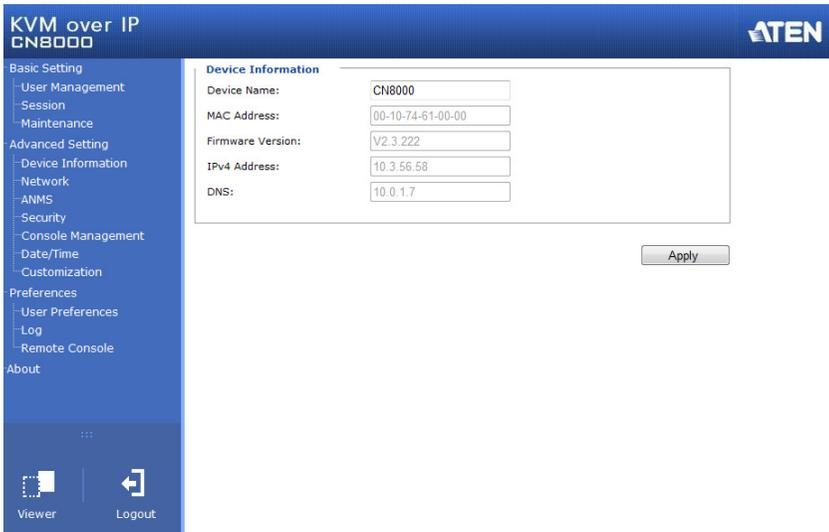 KVM over IP
CN8000
ATEN
Basic Setting
User Management
Session
Maintenance
Advanced Setting
Device Information
Network
ANMS
Security
Console Management
Date/Time
Customization
Preferences
User Preferences
Log
Remote Console
About
Viewer
Logout
Device Information
Device Name: CN8000
MAC Address: 00-10-74-61-00-00
Firmware Version: V2.3.222
IPv4 Address: 10.3.56.58
DNS: 10.0.1.7
Apply